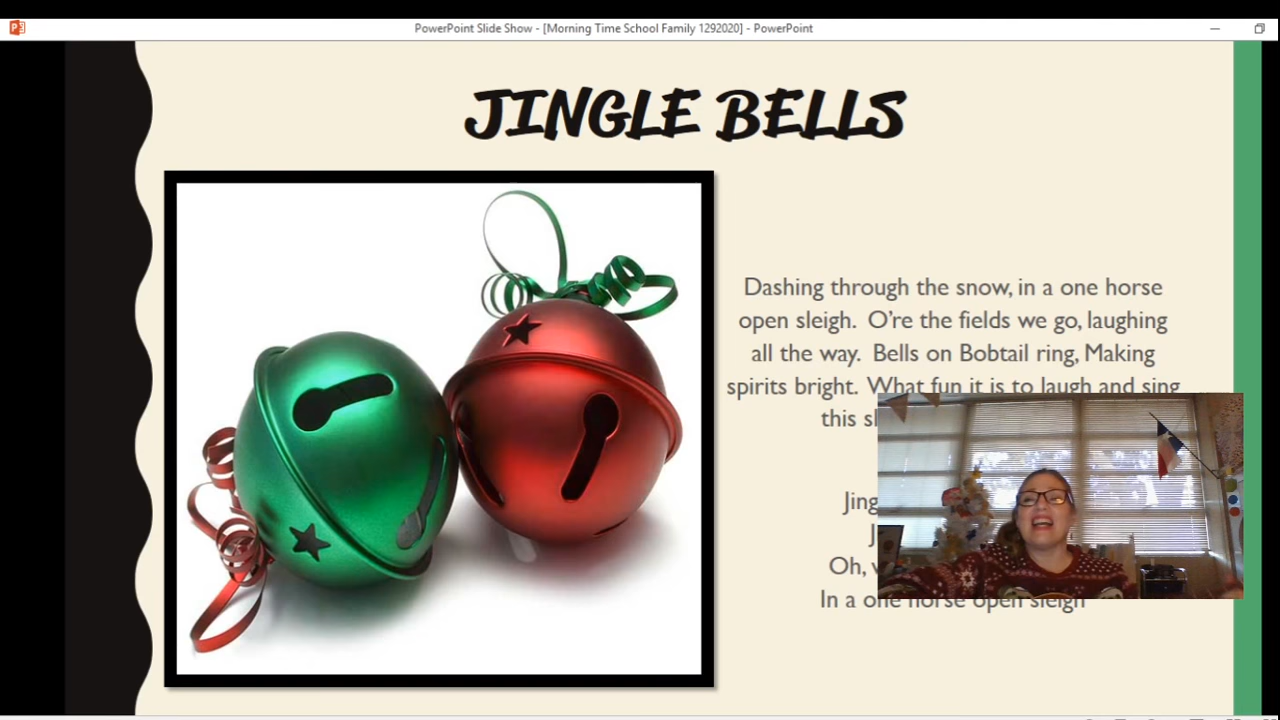 PowerPoint Slide Show - [Morning Time School Family 1292020] - PowerPoint
JINGLE BELLS
Dashing through the snow, in a one horse
open sleigh. O're the fields we go, laughing
all the way. Bells on Bobtail ring, Making
spirits bright. What fun it is to laugh and sing
this
Oh,
In a one horse open sleigh